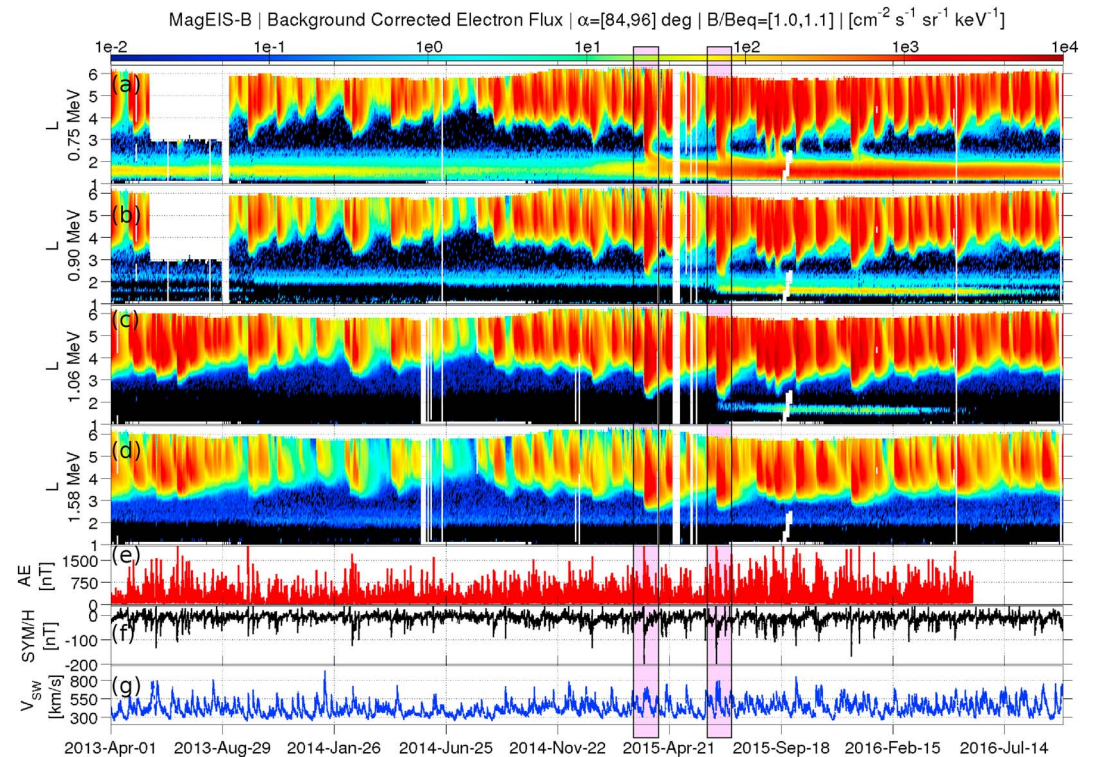 MagEIS-B | Background Corrected Electron Flux | α=[84,96] deg | B/Beq=[1.0,1.1] | [cm⁻² s⁻¹ sr⁻¹ keV⁻¹]
1e-2 1e-1 1e0 1e1 1e2 1e3 1e4
(a)
L
0.75 MeV
6
5
4
3
2
1
(b)
L
0.90 MeV
6
5
4
3
2
1
(c)
L
1.06 MeV
6
5
4
3
2
1
(d)
L
1.58 MeV
6
5
4
3
2
1
(e)
AE
[nT]
1500
750
0
(f)
SYM/H
[nT]
0
-100
-200
(g)
V_SW
[km/s]
800
550
300
2013-Apr-01 2013-Aug-29 2014-Jan-26 2014-Jun-25 2014-Nov-22 2015-Apr-21 2015-Sep-18 2016-Feb-15 2016-Jul-14